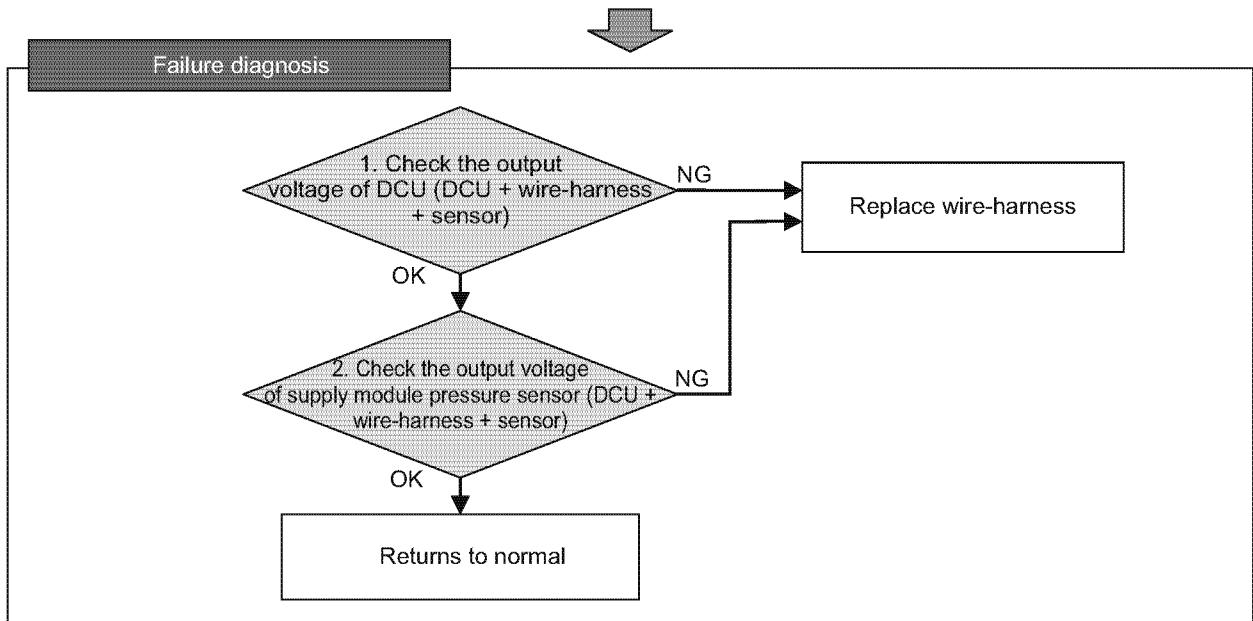 Failure diagnosis
1. Check the output
voltage of DCU (DCU + wire-harness
+ sensor)
NG
Replace wire-harness
OK
2. Check the output voltage
of supply module pressure sensor (DCU +
wire-harness + sensor)
NG
OK
Returns to normal